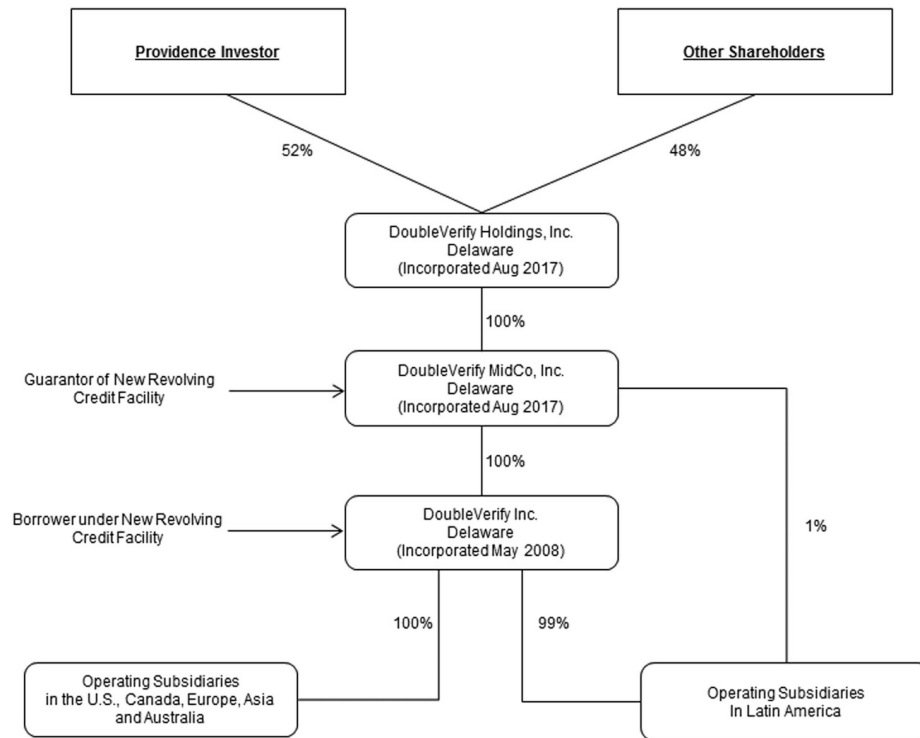 Providence Investor
Other Shareholders
52%
48%
DoubleVerify Holdings, Inc.
Delaware
(Incorporated Aug 2017)
100%
Guarantor of New Revolving
Credit Facility
DoubleVerify MidCo, Inc.
Delaware
(Incorporated Aug 2017)
100%
Borrower under New Revolving
Credit Facility
DoubleVerify Inc.
Delaware
(Incorporated May 2008)
1%
100%
99%
Operating Subsidiaries
in the U.S., Canada, Europe, Asia
and Australia
Operating Subsidiaries
In Latin America